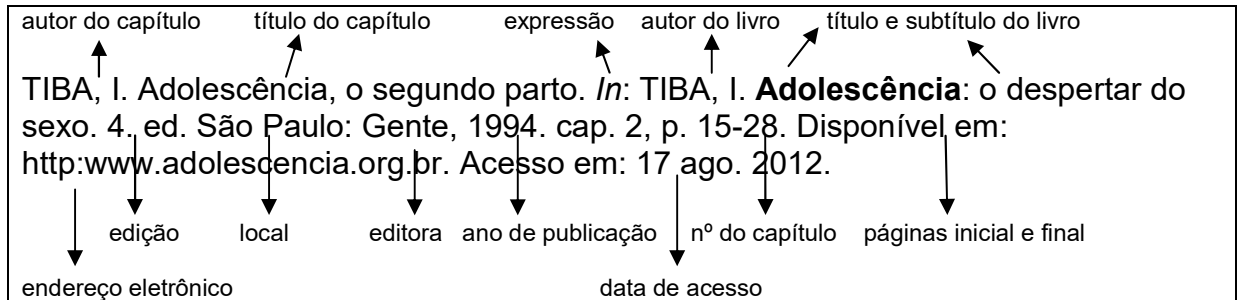 autor do capítulo título do capítulo expressão autor do livro título e subtítulo do livro
TIBA, I. Adolescência, o segundo parto. In: TIBA, I. Adolescência: o despertar do
sexo. 4. ed. São Paulo: Gente, 1994. cap. 2, p. 15-28. Disponível em:
http:www.adolescencia.org.br. Acesso em: 17 ago. 2012.
edição local editora ano de publicação nº do capítulo páginas inicial e final
endereço eletrônico data de acesso